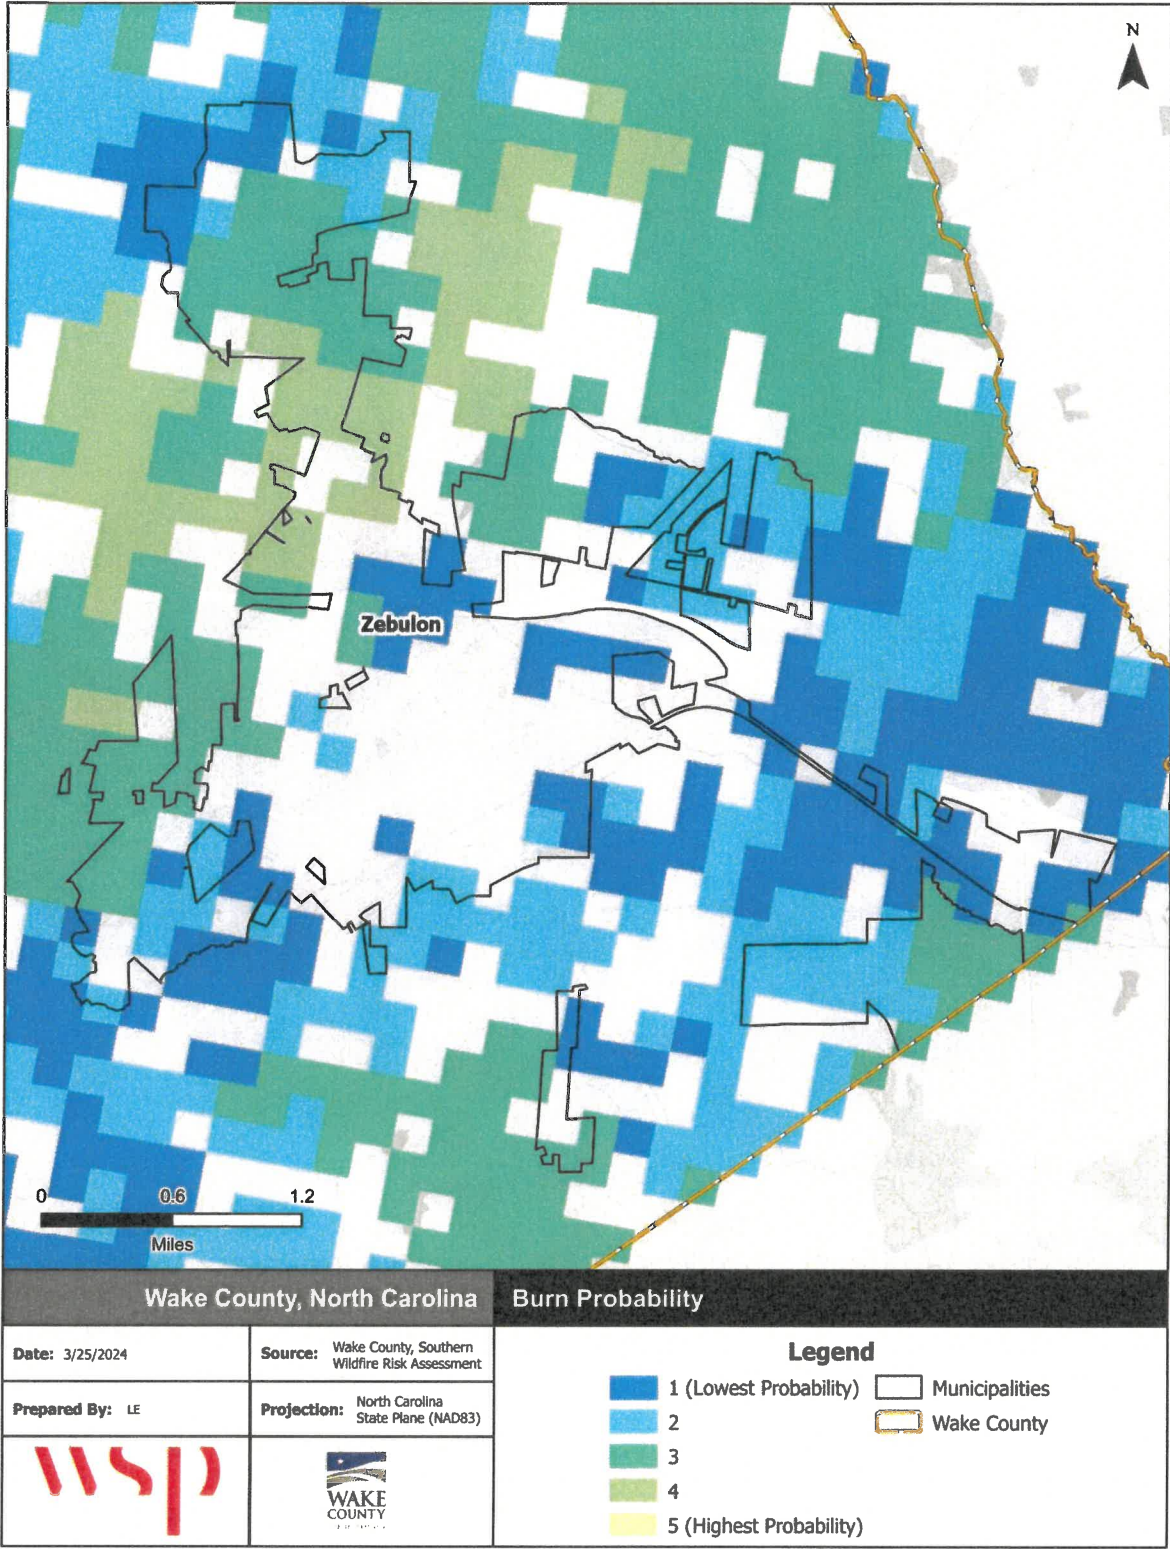 N
Zebulon
0 0.6 1.2
Miles
Wake County, North Carolina
Burn Probability
Date: 3/25/2024
Source: Wake County, Southern
Wildfire Risk Assessment
Prepared By: LE
Projection: North Carolina
State Plane (NAD83)
wsp
WAKE
COUNTY
Legend
1 (Lowest Probability)
2
3
4
5 (Highest Probability)
Municipalities
Wake County